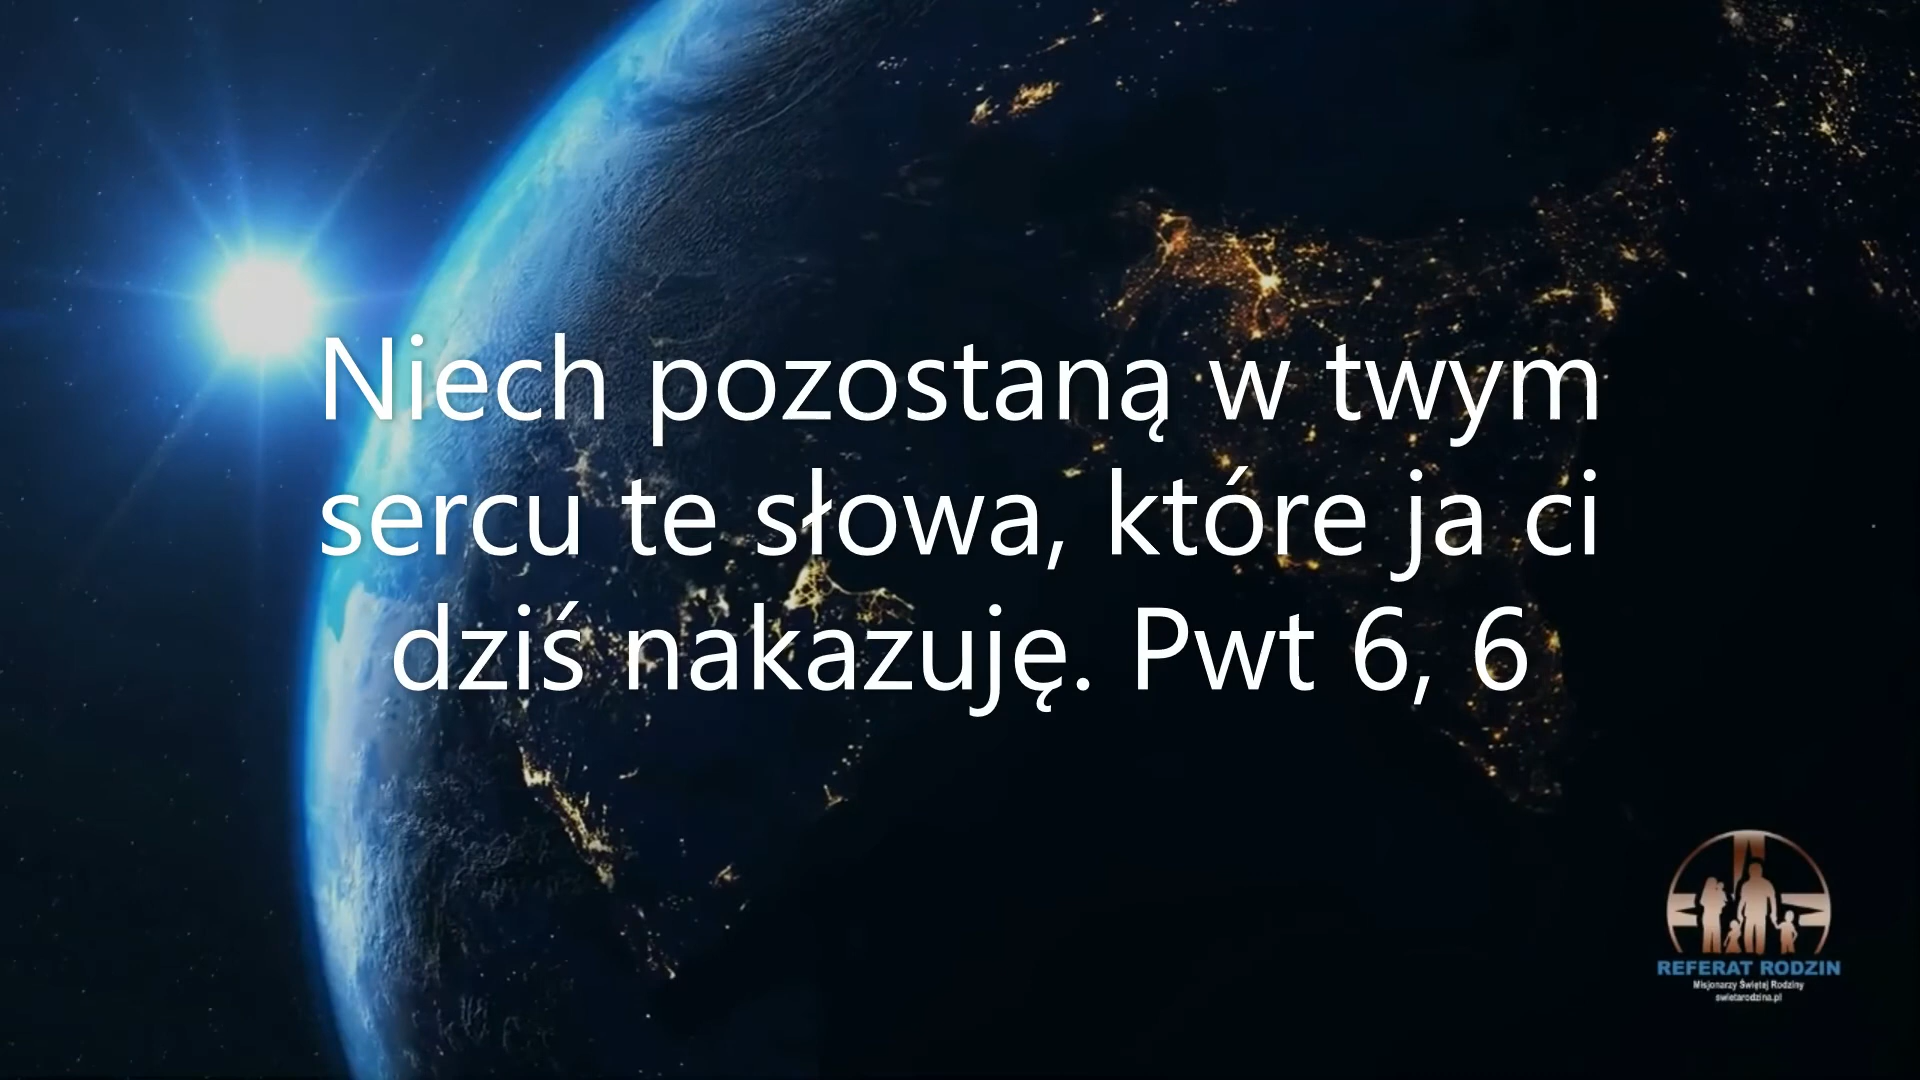 Niech pozostaną w twym
sercu te słowa, które ja ci
dziś nakazuję. Pwt 6, 6
REFERAT RODZIN
Misjonarzy Świętej Rodziny
swietarodzina.pl